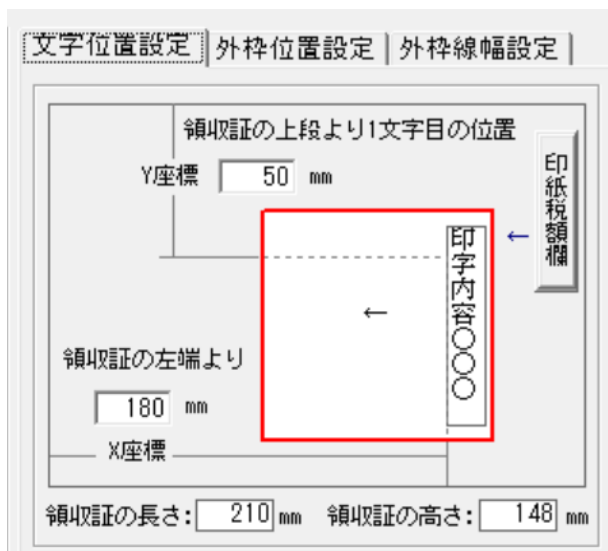 文字位置設定 外枠位置設定 外枠線幅設定
領収証の上段より1文字目の位置
Y座標 50 mm
印紙税額欄
←
印字内容○○○
←
領収証の左端より
180 mm
X座標
領収証の長さ: 210 mm 領収証の高さ: 148 mm